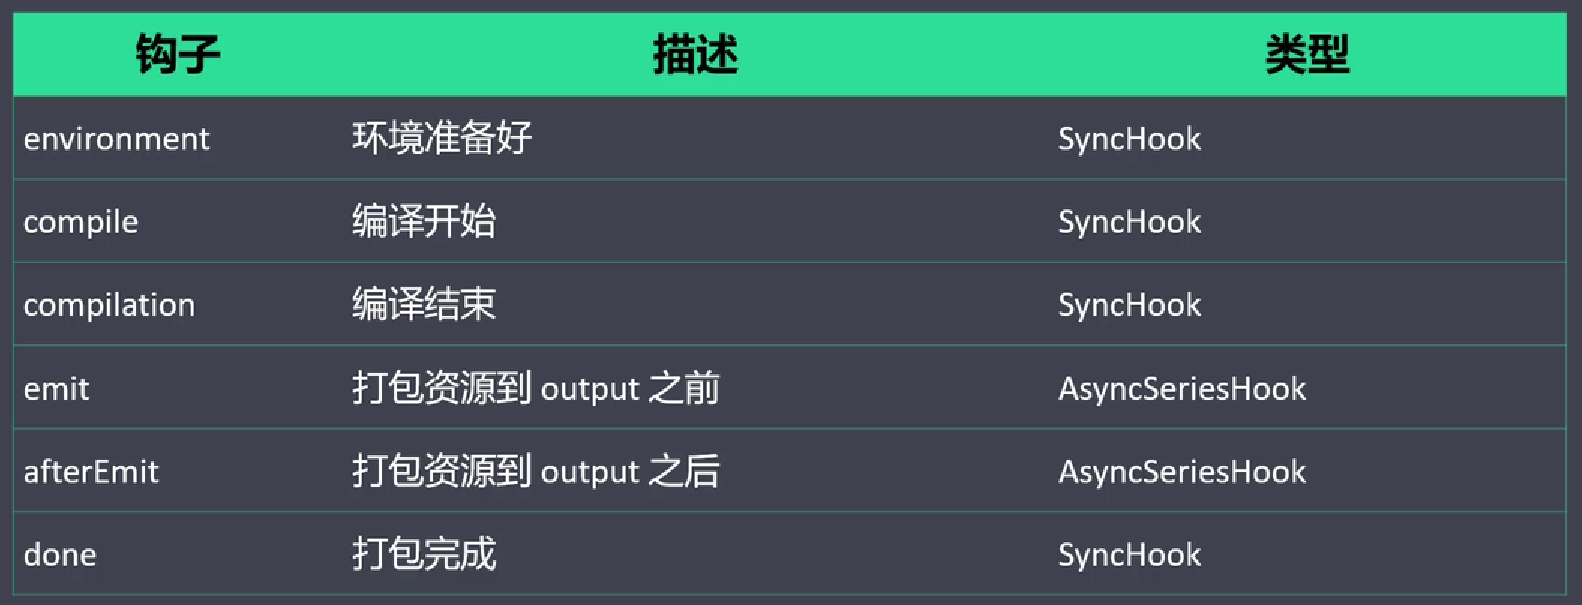 钩子 描述 类型
environment 环境准备好 SyncHook
compile 编译开始 SyncHook
compilation 编译结束 SyncHook
emit 打包资源到 output 之前 AsyncSeriesHook
afterEmit 打包资源到 output 之后 AsyncSeriesHook
done 打包完成 SyncHook